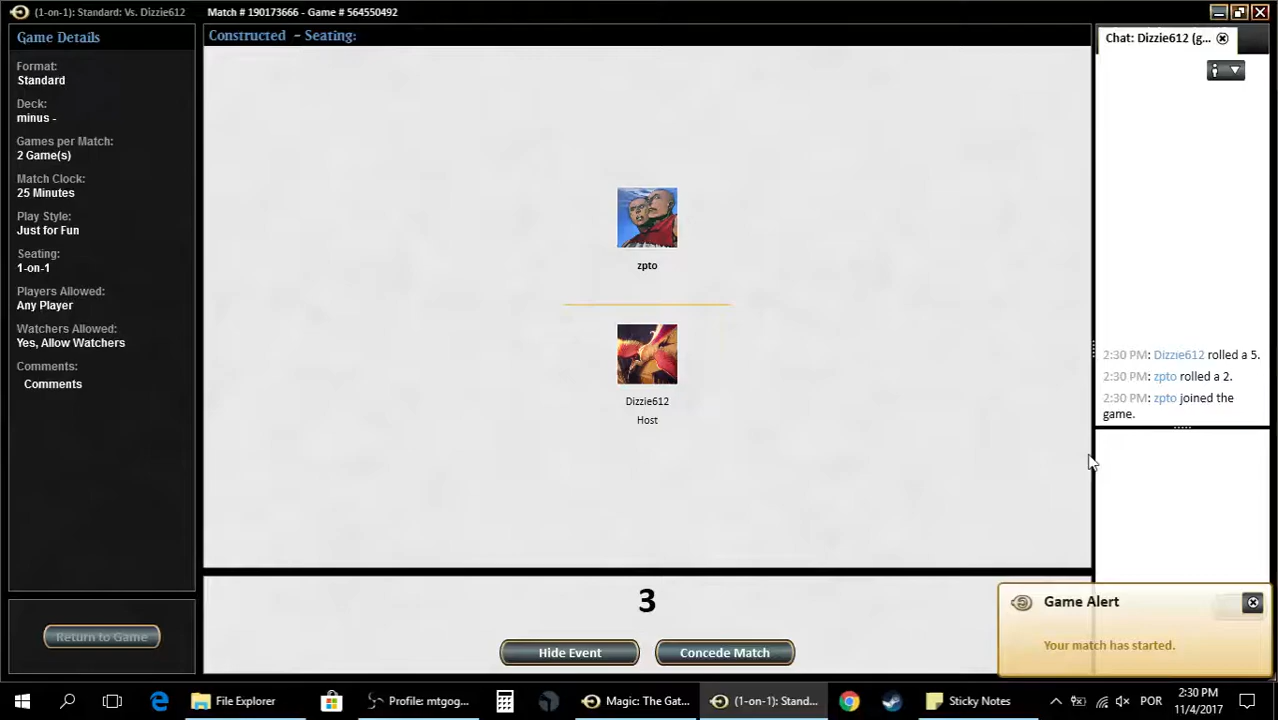 (1-on-1): Standard: Vs. Dizzie612
Match # 190173666 - Game # 564550492
Game Details
Format:
Standard
Deck:
minus -
Games per Match:
2 Game(s)
Match Clock:
25 Minutes
Play Style:
Just for Fun
Seating:
1-on-1
Players Allowed:
Any Player
Watchers Allowed:
Yes, Allow Watchers
Comments:
Comments
Return to Game
Constructed - Seating:
zpto
Dizzie612
Host
3
Hide Event
Concede Match
Chat: Dizzie612 (g...
2:30 PM: Dizzie612 rolled a 5.
2:30 PM: zpto rolled a 2.
2:30 PM: zpto joined the
game.
Game Alert
Your match has started.
File Explorer
Profile: mtgog...
Magic: The Gat...
(1-on-1): Stand...
Sticky Notes
POR
2:30 PM
11/4/2017